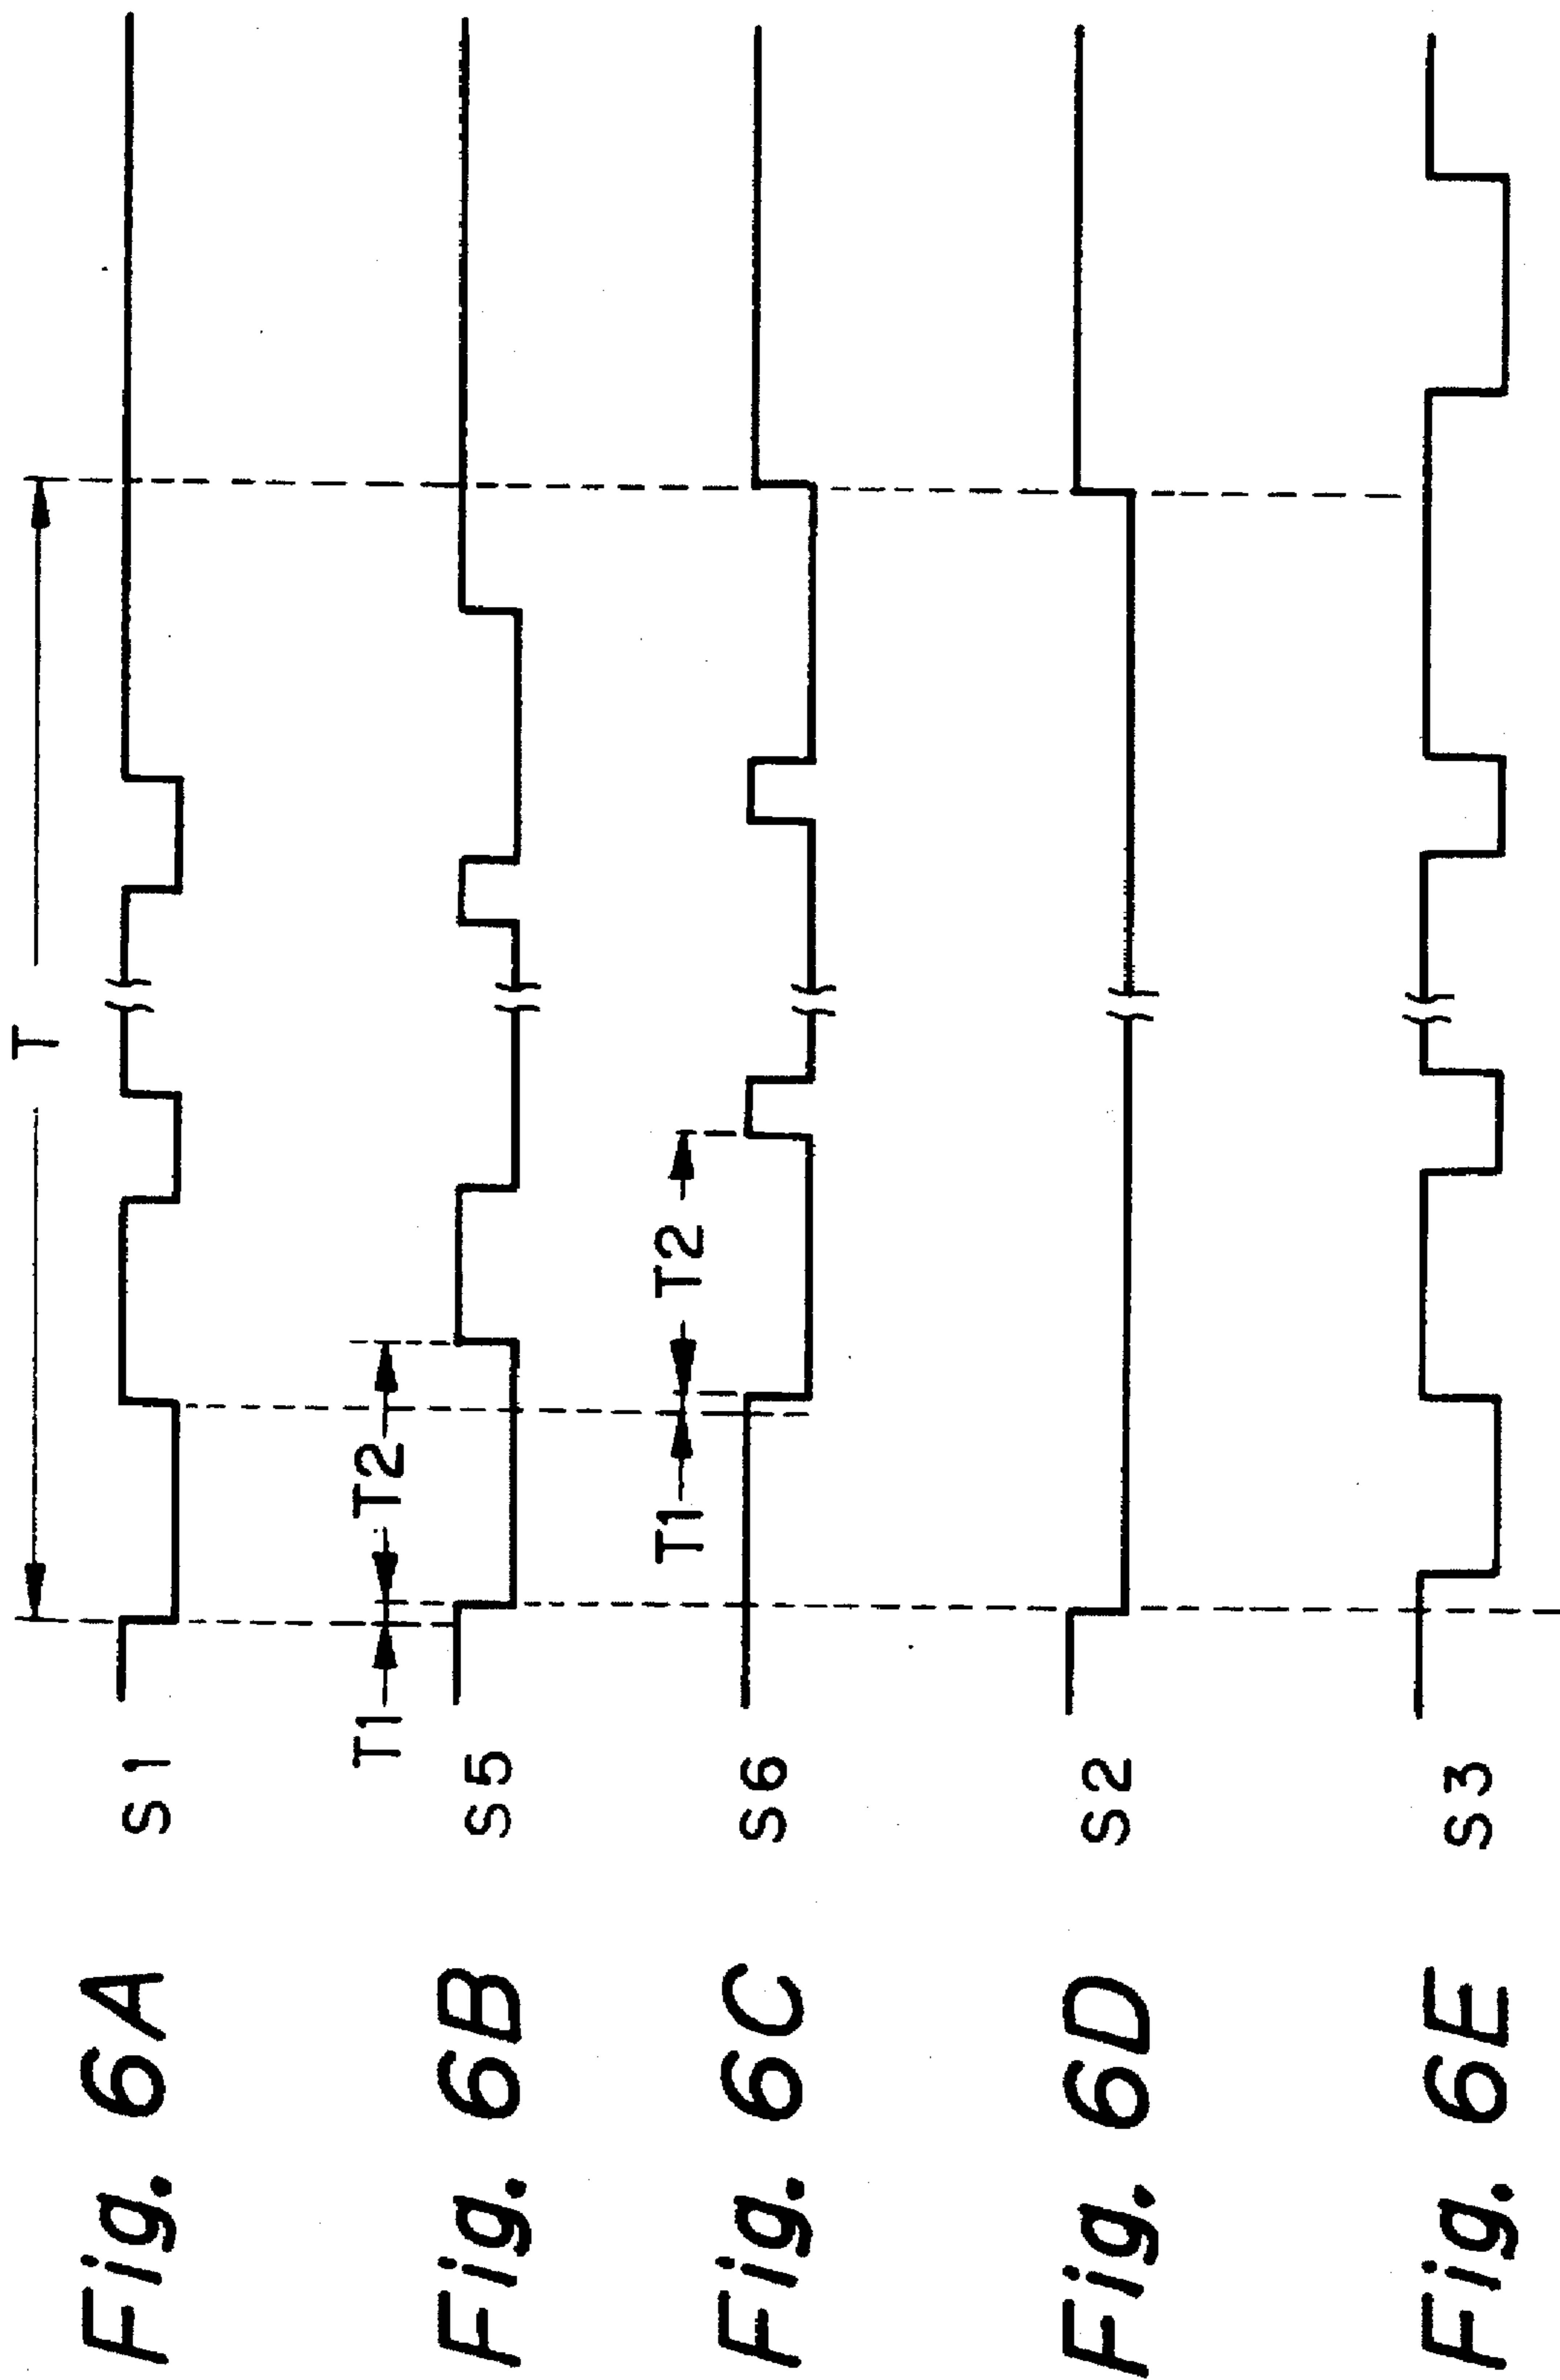 T
Fig. 6A S1
T1 T2
Fig. 6B S5
T1 T2
Fig. 6C S6
Fig. 6D S2
Fig. 6E S3